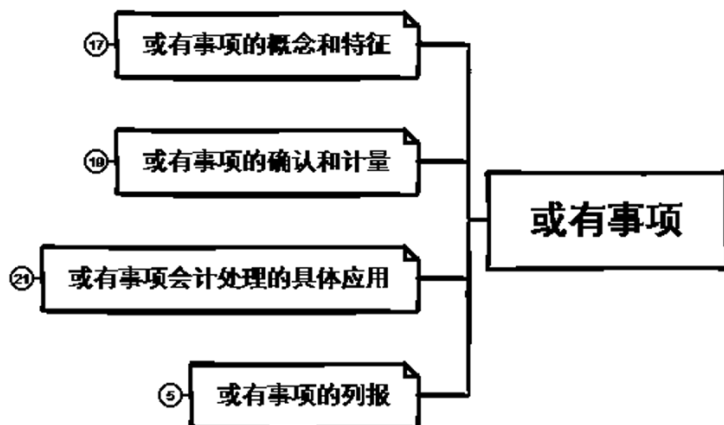 17 或有事项的概念和特征
19 或有事项的确认和计量
21 或有事项会计处理的具体应用
5 或有事项的列报
或有事项